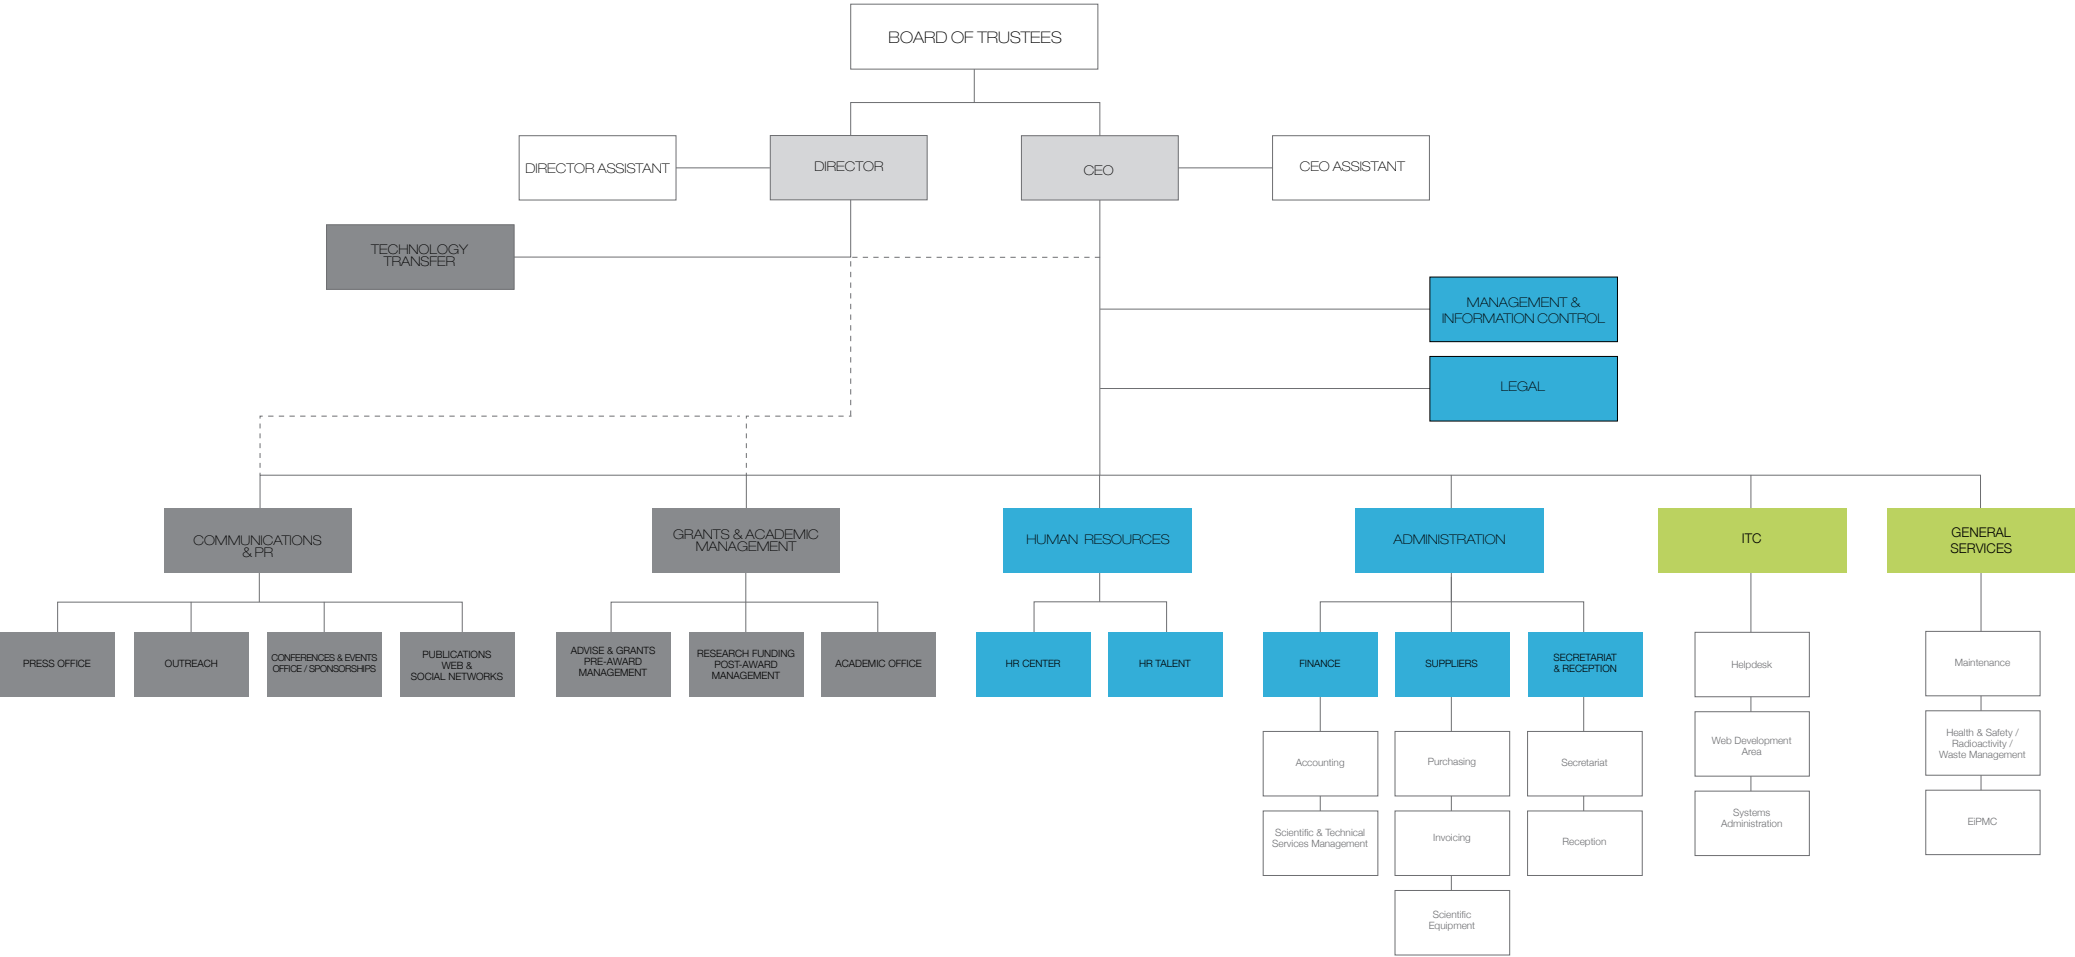 BOARD OF TRUSTEES
DIRECTOR ASSISTANT
DIRECTOR
CEO
CEO ASSISTANT
TECHNOLOGY
TRANSFER
MANAGEMENT &
INFORMATION CONTROL
LEGAL
COMMUNICATIONS
& PR
GRANTS & ACADEMIC
MANAGEMENT
HUMAN RESOURCES
ADMINISTRATION
ITC
GENERAL
SERVICES
PRESS OFFICE
OUTREACH
CONFERENCES & EVENTS
OFFICE / SPONSORSHIPS
PUBLICATIONS
WEB &
SOCIAL NETWORKS
ADVISE & GRANTS
PRE-AWARD
MANAGEMENT
RESEARCH FUNDING
POST-AWARD
MANAGEMENT
ACADEMIC OFFICE
HR CENTER
HR TALENT
FINANCE
SUPPLIERS
SECRETARIAT
& RECEPTION
Helpdesk
Maintenance
Accounting
Purchasing
Secretariat
Web Development
Area
Health & Safety /
Radioactivity /
Waste Management
Scientific & Technical
Services Management
Invoicing
Reception
Systems
Administration
EiPMC
Scientific
Equipment